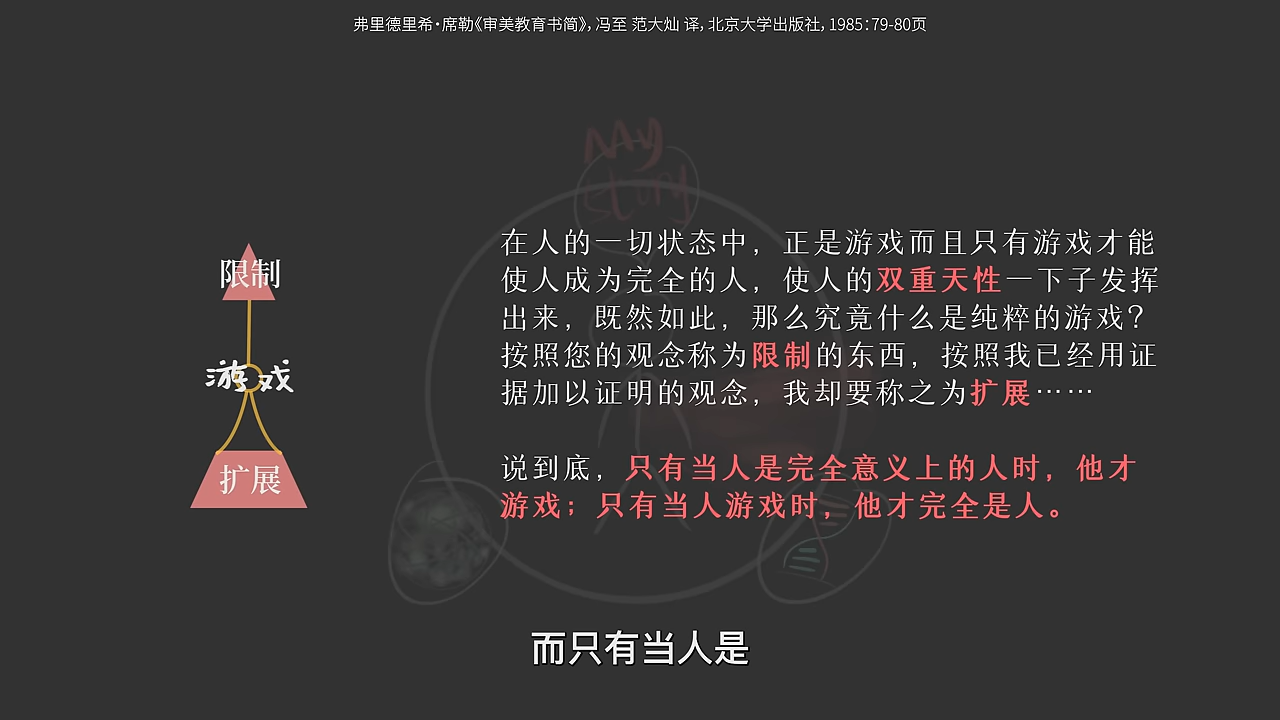 弗里德里希·席勒《审美教育书简》，冯至 范大灿 译，北京大学出版社，1985：79-80页
My
story
限制
游戏
扩展
在人的一切状态中，正是游戏而且只有游戏才能
使人成为完全的人，使人的双重天性一下子发挥
出来，既然如此，那么究竟什么是纯粹的游戏？
按照您的观念称为限制的东西，按照我已经用证
据加以证明的观念，我却要称之为扩展……
说到底，只有当人是完全意义上的人时，他才
游戏；只有当人游戏时，他才完全是人。
而只有当人是